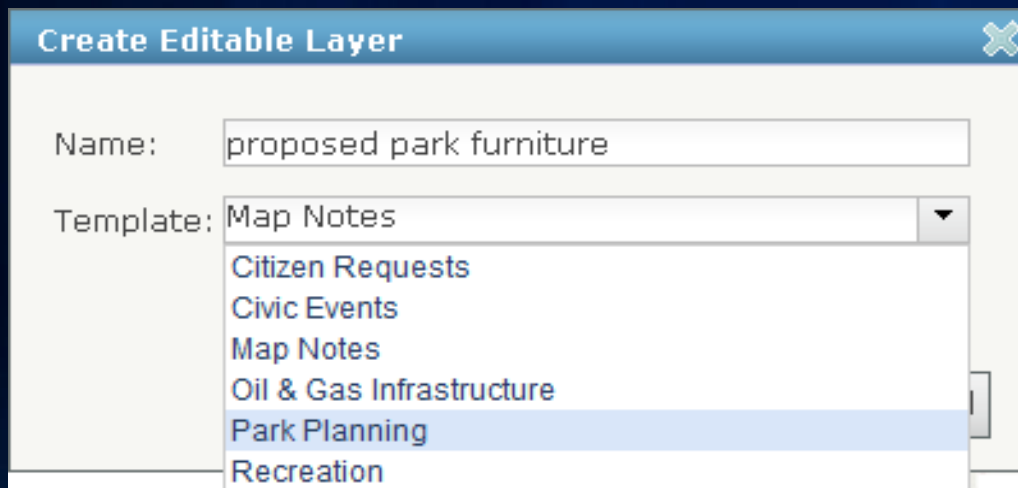 Create Editable Layer
Name: proposed park furniture
Template: Map Notes
Citizen Requests
Civic Events
Map Notes
Oil & Gas Infrastructure
Park Planning
Recreation